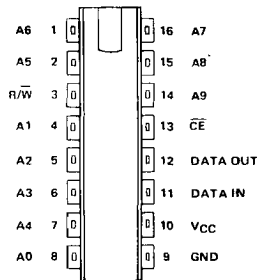 A6 1 16 A7
A5 2 15 A8
R/W̅ 3 14 A9
A1 4 13 C̅E̅
A2 5 12 DATA OUT
A3 6 11 DATA IN
A4 7 10 VCC
A0 8 9 GND